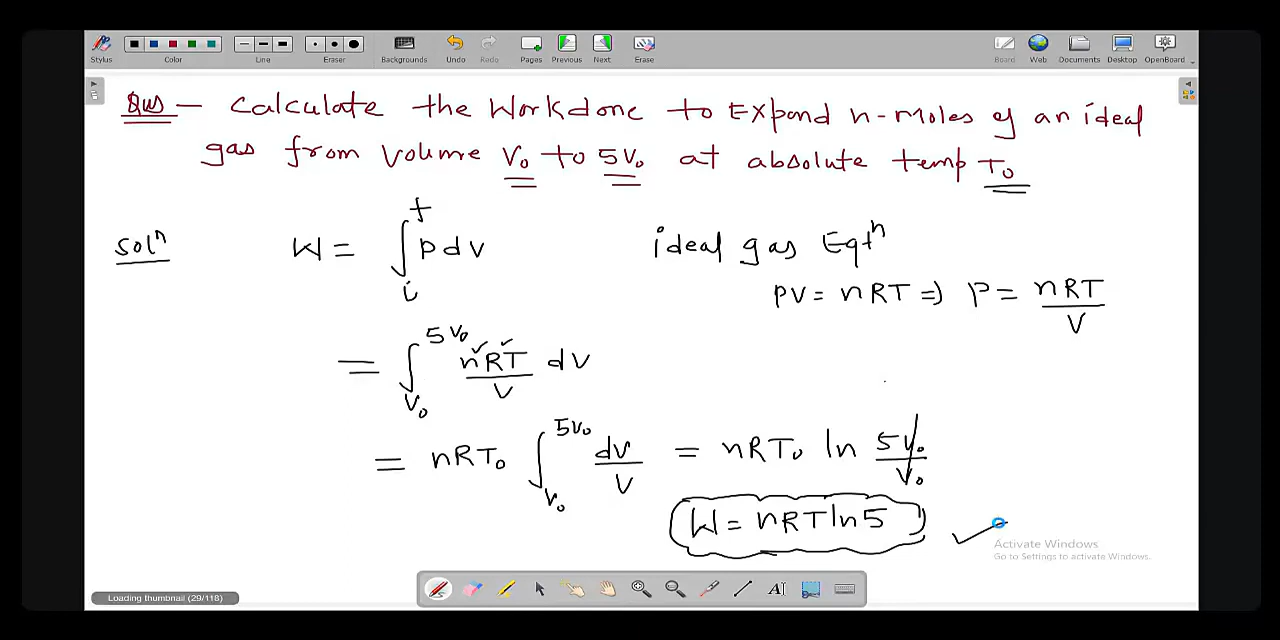 Stylus Color Line Eraser Backgrounds Undo Redo Pages Previous Next Erase Board Web Documents Desktop OpenBoard
Qus - Calculate the Workdone to Expand n-moles of an ideal
gas from volume V₀ to 5V₀ at absolute temp T₀
Solⁿ W = ∫ᵢᶠ P dv ideal gas Eqtⁿ
PV = nRT ⇒ P = nRT/V
= ∫_{V₀}^{5V₀} nRT/V dv
= nRT₀ ∫_{V₀}^{5V₀} dv/V = nRT₀ ln 5V₀/V₀
W = nRT ln 5
Activate Windows
Go to Settings to activate Windows.
Loading thumbnail (29/118)